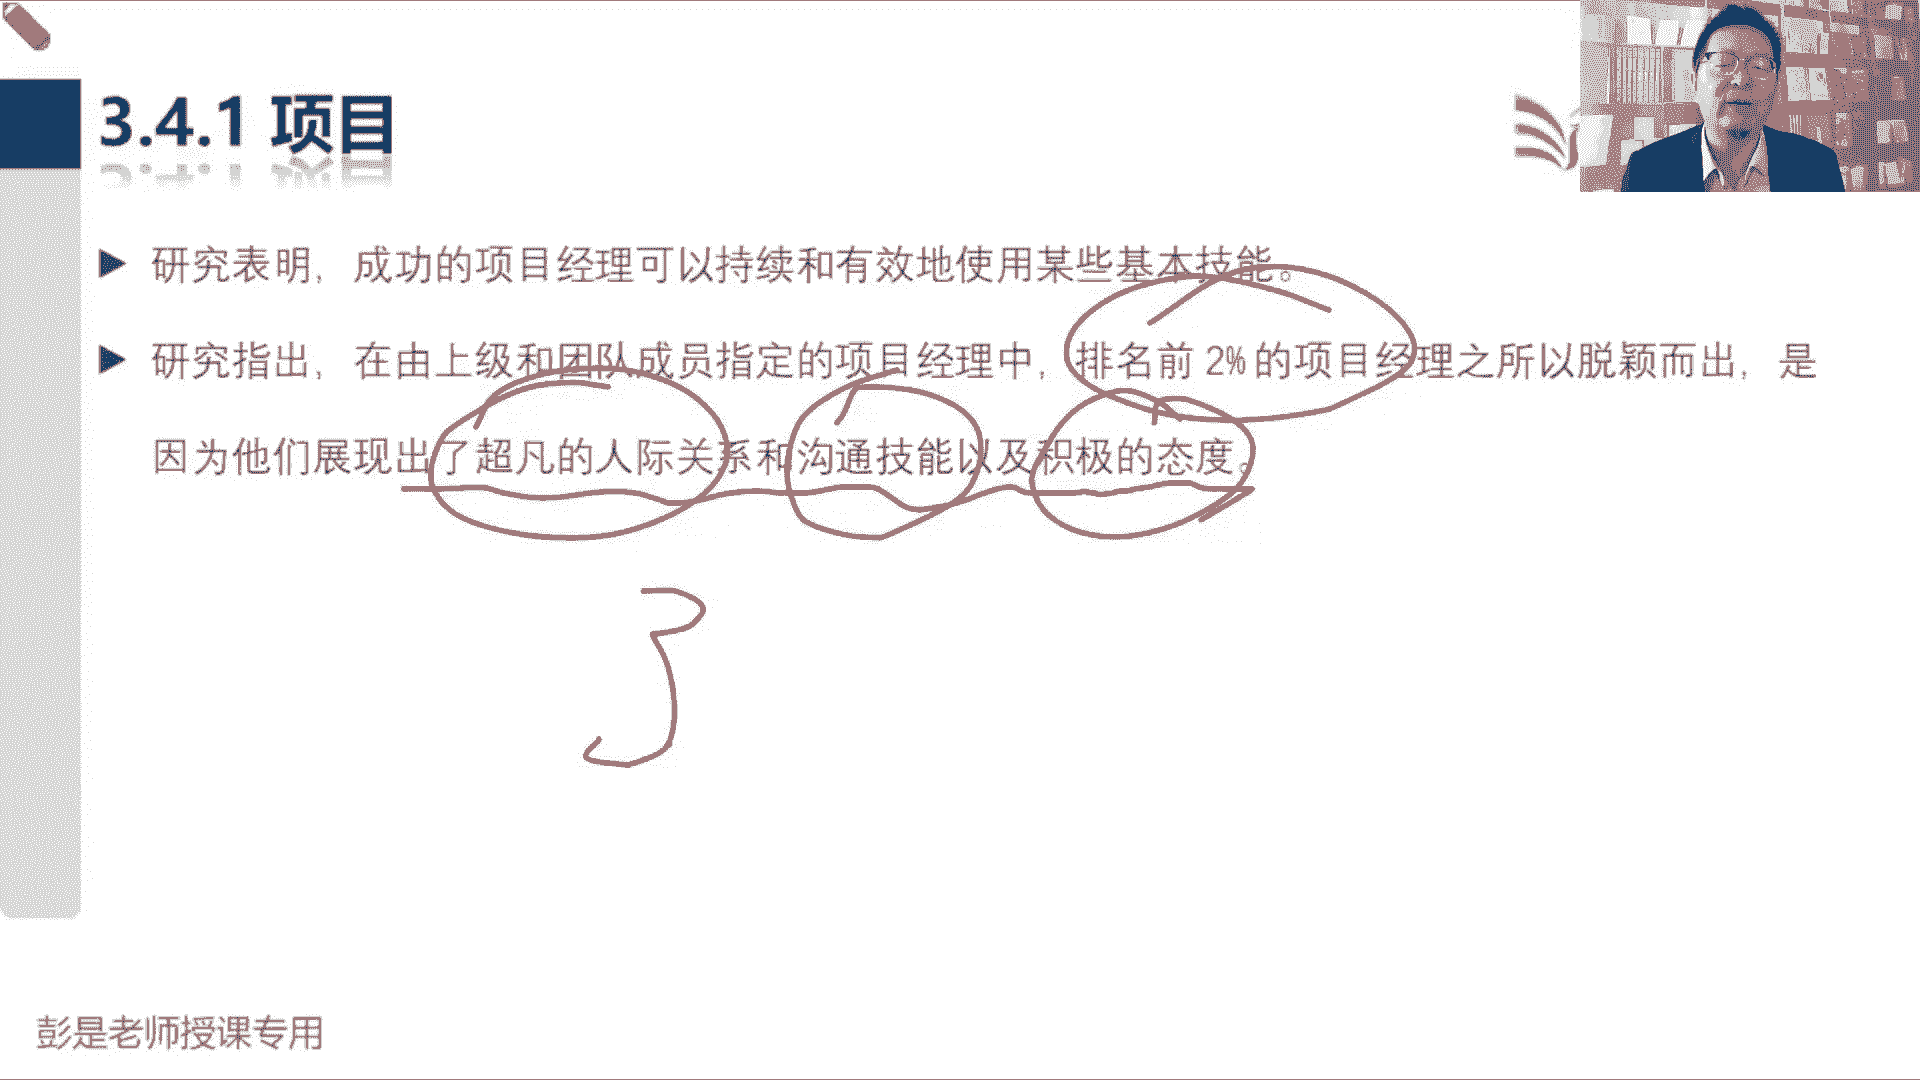 3.4.1 项目
研究表明，成功的项目经理可以持续和有效地使用某些基本技能。
研究指出，在由上级和团队成员指定的项目经理中，排名前 2% 的项目经理之所以脱颖而出，是
因为他们展现出了超凡的人际关系和沟通技能以及积极的态度。
3
彭是老师授课专用